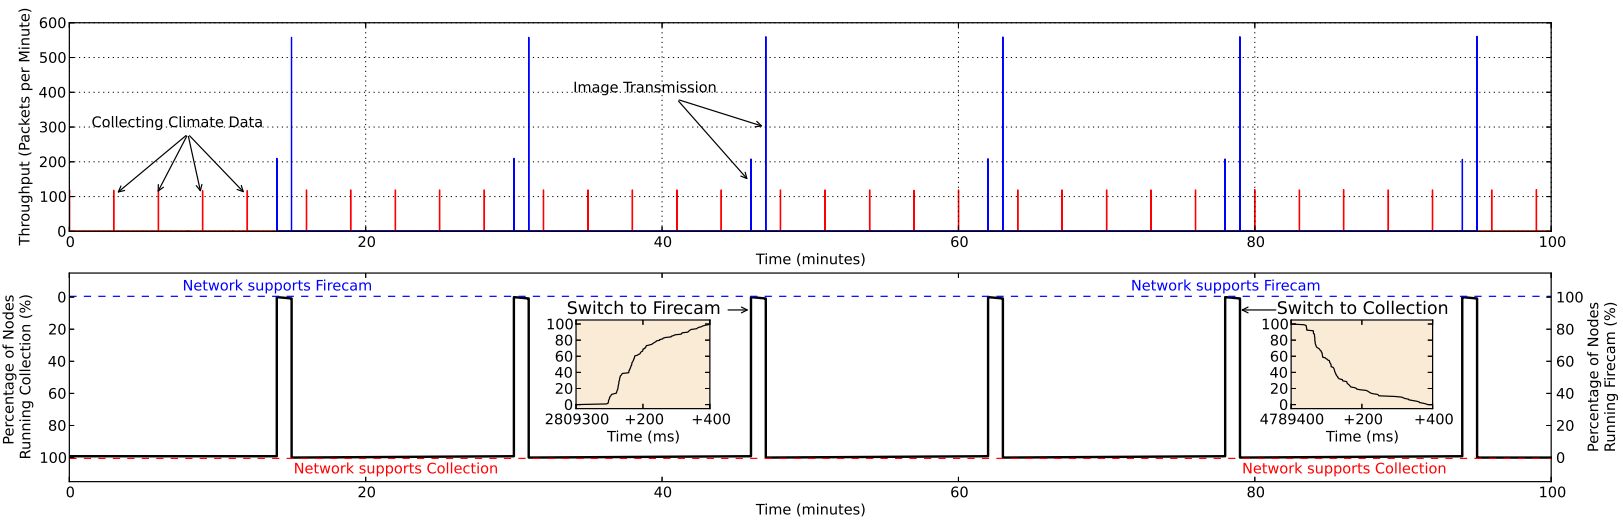 Throughput (Packets per Minute)
600
500
400
300
200
100
0
Collecting Climate Data
Image Transmission
0 20 40 60 80 100
Time (minutes)
Percentage of Nodes
Running Collection (%)
0
20
40
60
80
100
Network supports Firecam
Network supports Firecam
Switch to Firecam
100
80
60
40
20
0
2809300 +200 +400
Time (ms)
Switch to Collection
100
80
60
40
20
0
4789400 +200 +400
Time (ms)
Network supports Collection
Network supports Collection
100
80
60
40
20
0
Percentage of Nodes
Running Firecam (%)
0 20 40 60 80 100
Time (minutes)